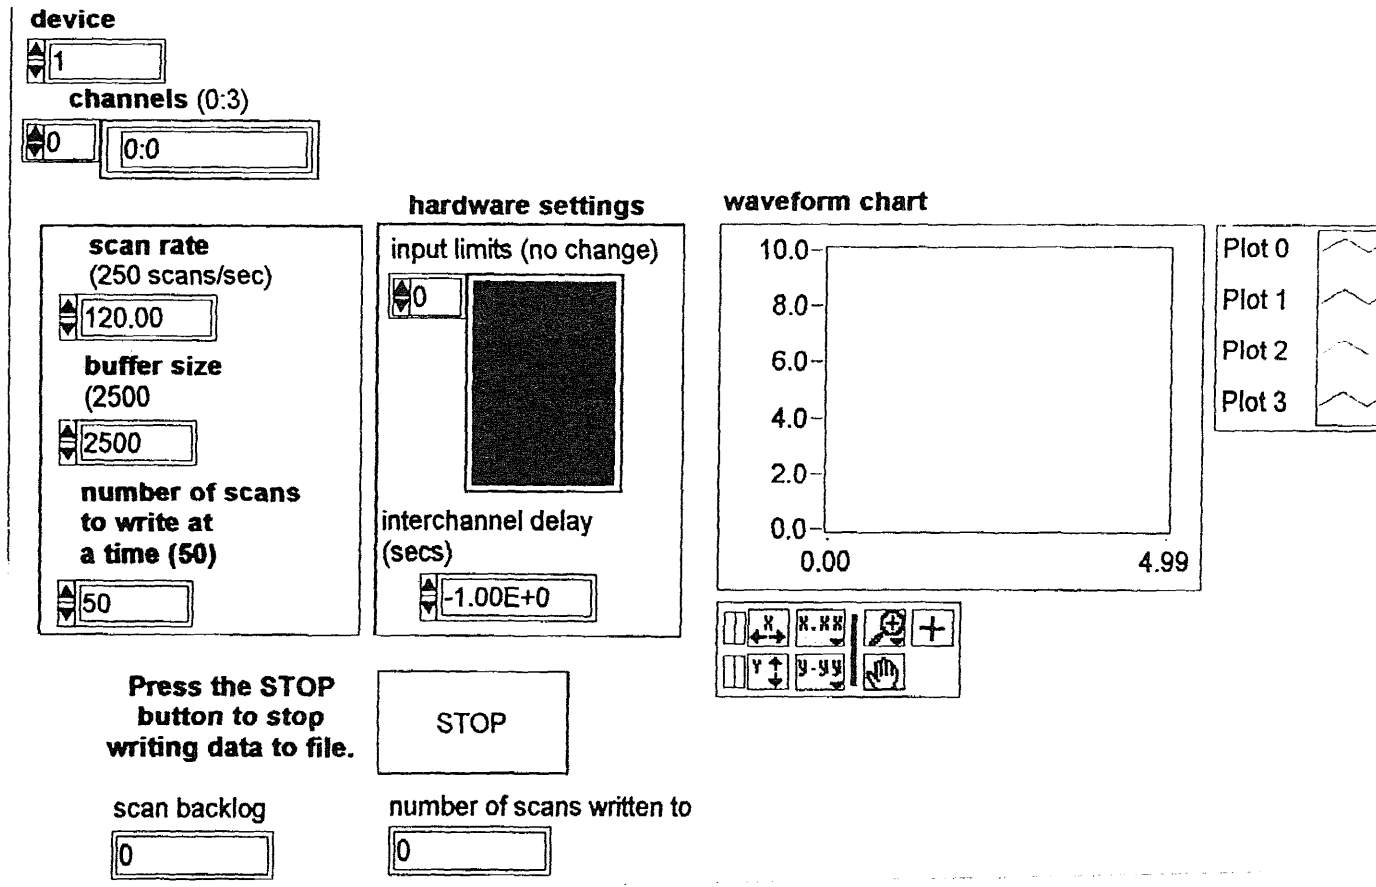 device
1
channels (0:3)
0
0:0
hardware settings
waveform chart
scan rate
(250 scans/sec)
120.00
buffer size
(2500
2500
number of scans
to write at
a time (50)
50
input limits (no change)
0
interchannel delay
(secs)
-1.00E+0
10.0
8.0
6.0
4.0
2.0
0.0
0.00
4.99
Plot 0
Plot 1
Plot 2
Plot 3
X
X.XX
Y
y.yy
Press the STOP
button to stop
writing data to file.
STOP
scan backlog
0
number of scans written to
0